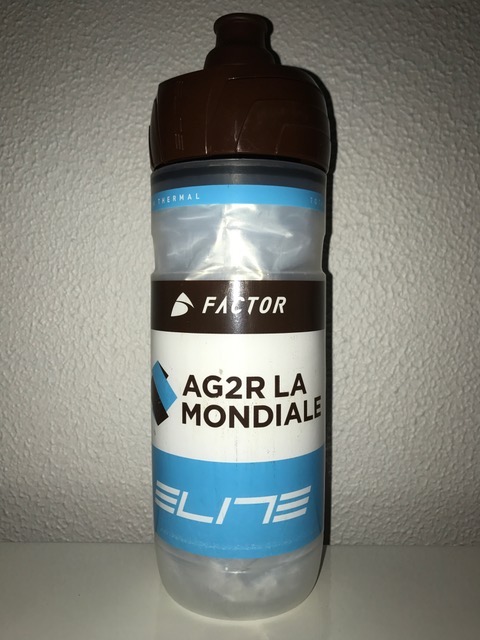 THERMAL
FACTOR
AG2R LA
MONDIALE
ELITE